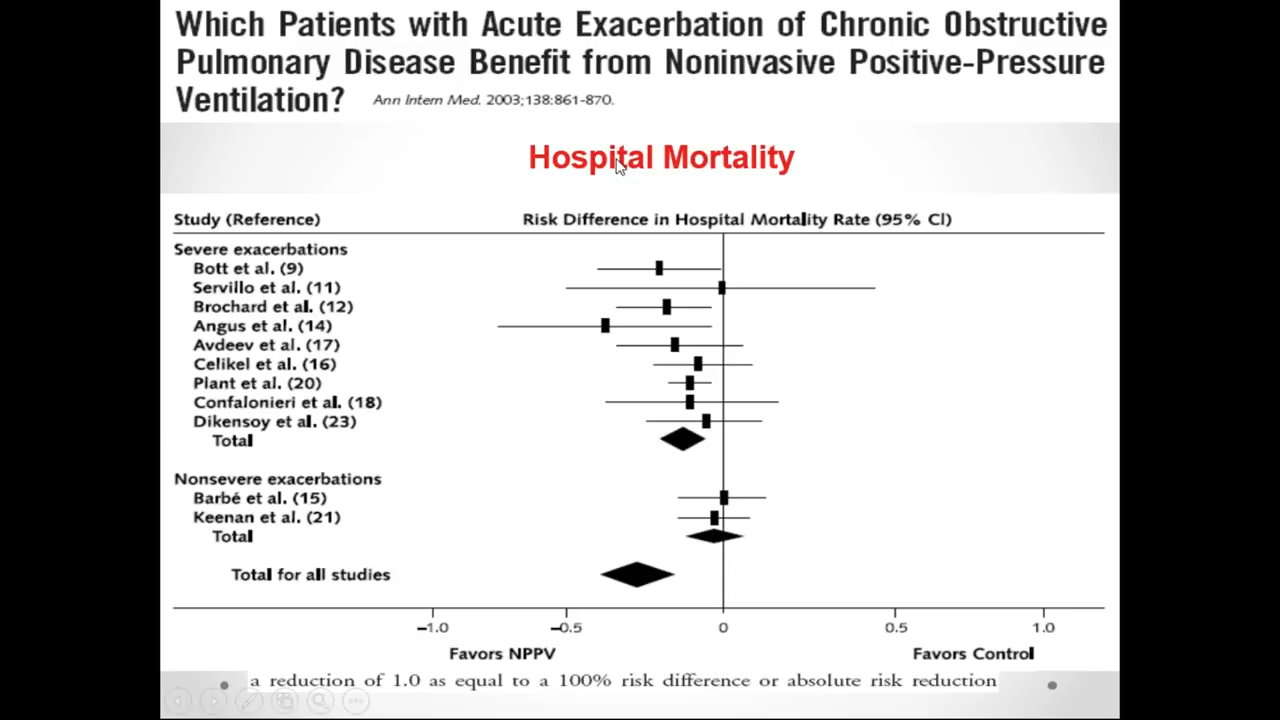 Which Patients with Acute Exacerbation of Chronic Obstructive
Pulmonary Disease Benefit from Noninvasive Positive-Pressure
Ventilation? Ann Intern Med. 2003;138:861-870.
Hospital Mortality
Study (Reference) Risk Difference in Hospital Mortality Rate (95% CI)
Severe exacerbations
Bott et al. (9)
Servillo et al. (11)
Brochard et al. (12)
Angus et al. (14)
Avdeev et al. (17)
Celikel et al. (16)
Plant et al. (20)
Confalonieri et al. (18)
Dikensoy et al. (23)
Total
Nonsevere exacerbations
Barbé et al. (15)
Keenan et al. (21)
Total
Total for all studies
–1.0 –0.5 0 0.5 1.0
Favors NPPV Favors Control
a reduction of 1.0 as equal to a 100% risk difference or absolute risk reduction